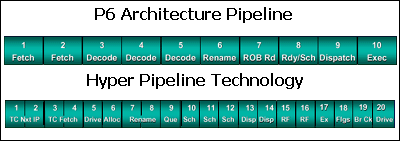 P6 Architecture Pipeline
1 2 3 4 5 6 7 8 9 10
Fetch Fetch Decode Decode Decode Rename ROB Rd Rdy/Sch Dispatch Exec
Hyper Pipeline Technology
1 2 3 4 5 6 7 8 9 10 11 12 13 14 15 16 17 18 19 20
TC Nxt IP TC Fetch Drive Alloc Rename Que Sch Sch Sch Disp Disp RF RF Ex Flgs Br Ck Drive